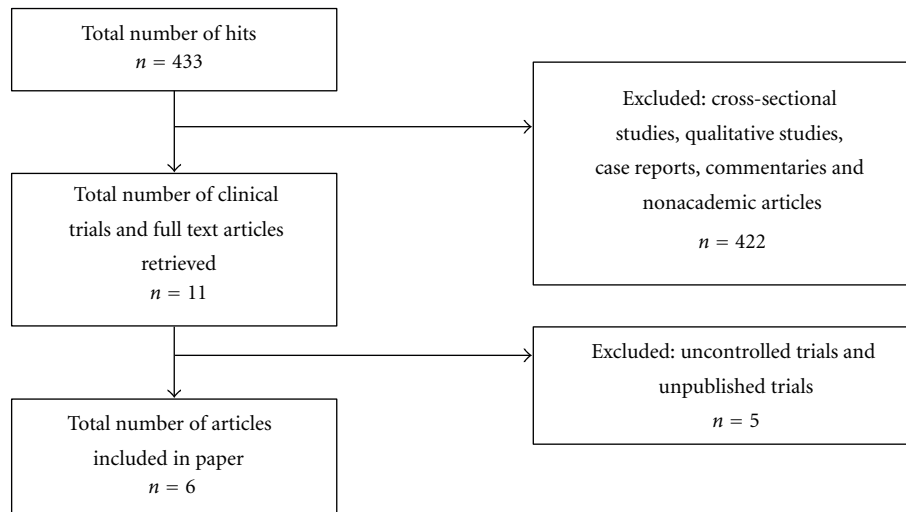 Total number of hits
n = 433
Excluded: cross-sectional
studies, qualitative studies,
case reports, commentaries and
nonacademic articles
n = 422
Total number of clinical
trials and full text articles
retrieved
n = 11
Excluded: uncontrolled trials and
unpublished trials
n = 5
Total number of articles
included in paper
n = 6